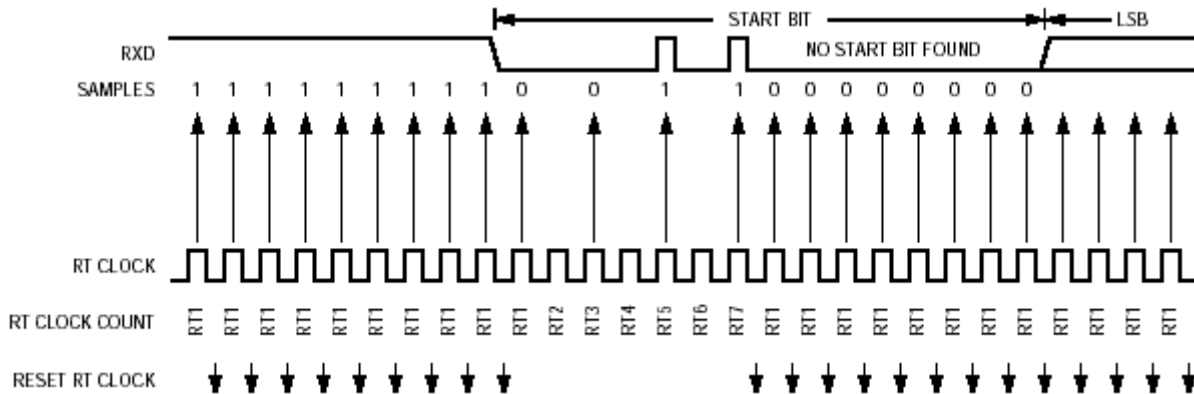 START BIT LSB
RXD NO START BIT FOUND
SAMPLES 1 1 1 1 1 1 1 1 1 0 0 1 1 0 0 0 0 0 0 0 0
RT CLOCK
RT CLOCK COUNT RT1 RT1 RT1 RT1 RT1 RT1 RT1 RT1 RT1 RT1 RT2 RT3 RT4 RT5 RT6 RT7 RT1 RT1 RT1 RT1 RT1 RT1 RT1 RT1 RT1 RT1 RT1 RT1
RESET RT CLOCK